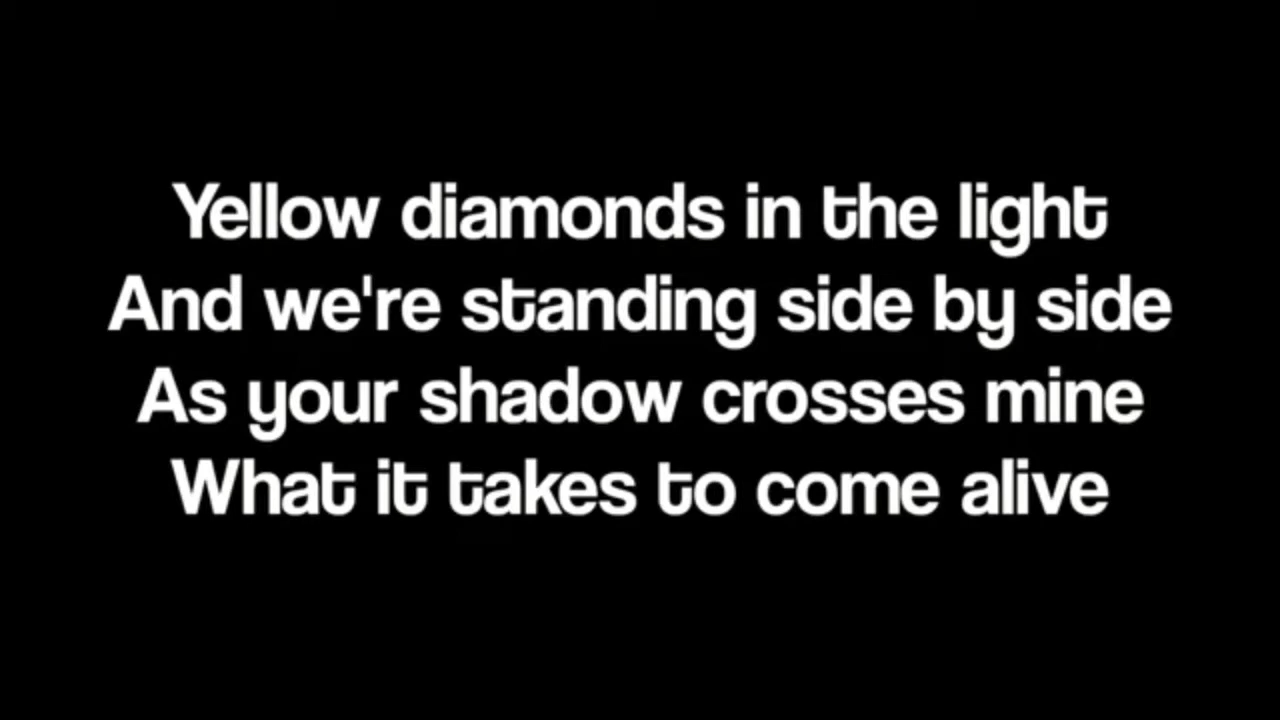 Yellow diamonds in the light
And we're standing side by side
As your shadow crosses mine
What it takes to come alive